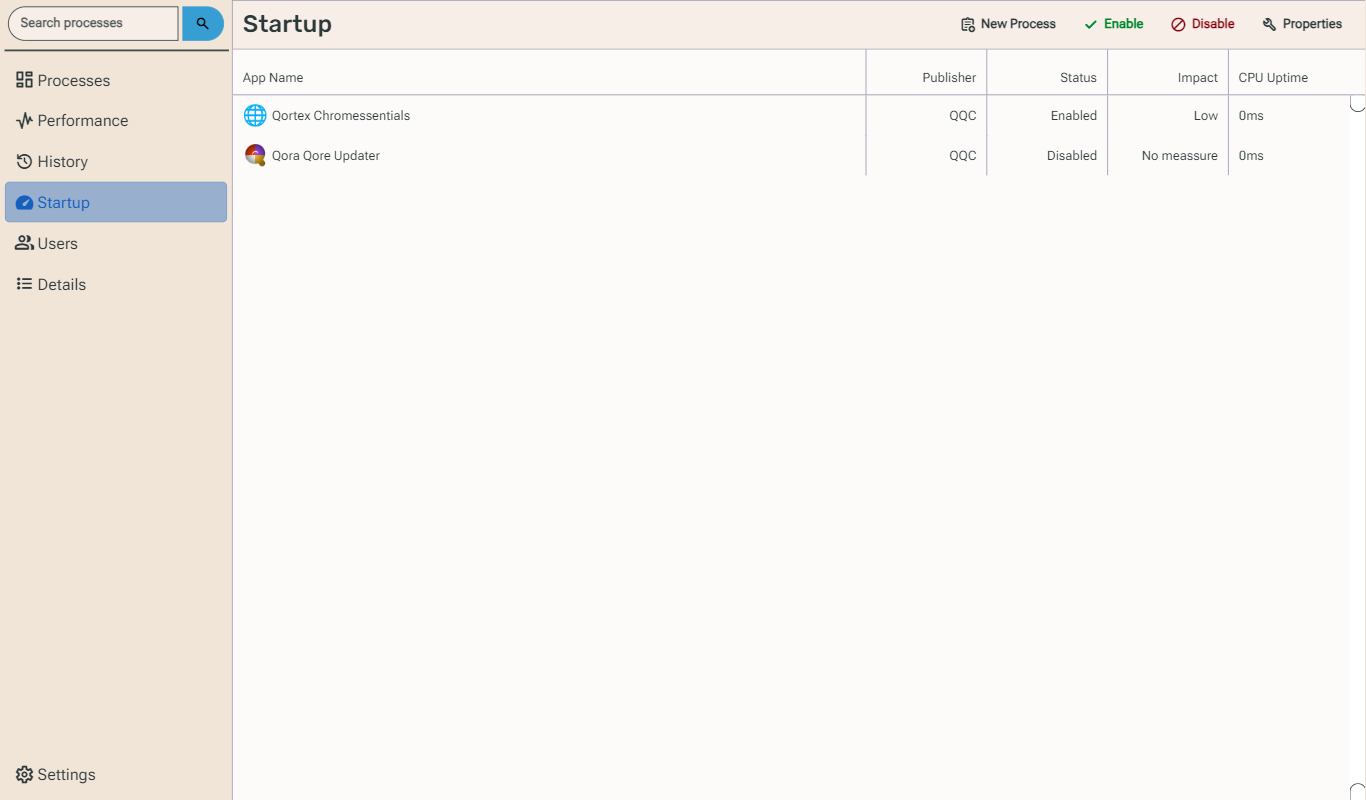 Search processes
Startup
New Process
Enable
Disable
Properties
Processes
Performance
History
Startup
Users
Details
Settings
App Name
Publisher
Status
Impact
CPU Uptime
Qortex Chromessentials
QQC
Enabled
Low
0ms
Qora Qore Updater
QQC
Disabled
No meassure
0ms